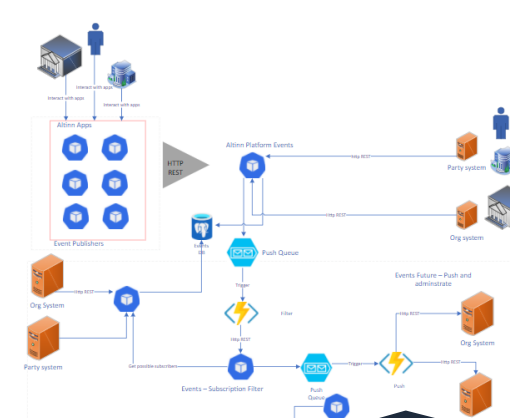 Interact with apps
Interact with apps
Interact with apps
Altinn Apps
HTTP
REST
Event Publishers
Altinn Platform Events
Http REST
Party system
Http REST
Org system
Events
DB
Push Queue
Trigger
Filter
Http REST
Events – Subscription Filter
Org System
Http REST
Http REST
Party system
Get possible subscribers
Trigger
Push
Queue
Push
Events Future – Push and
administrate
Http REST
Org System
Http REST